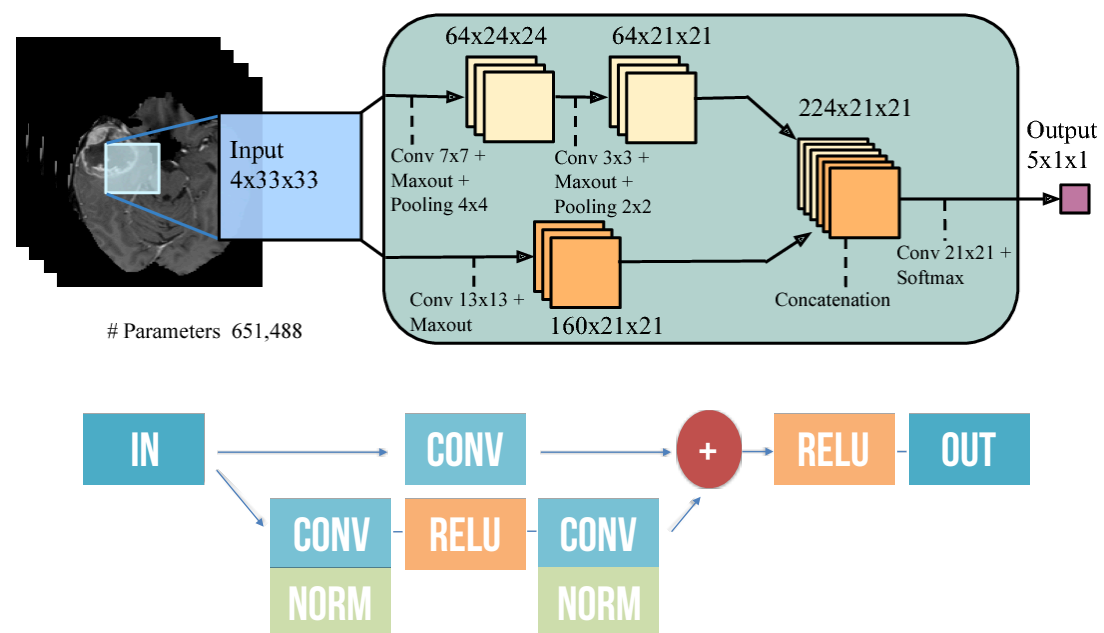 64x24x24
64x21x21
224x21x21
Output
5x1x1
Input
4x33x33
Conv 7x7 +
Maxout +
Pooling 4x4
Conv 3x3 +
Maxout +
Pooling 2x2
Conv 21x21 +
Softmax
Conv 13x13 +
Maxout
Concatenation
160x21x21
# Parameters 651,488
IN
CONV
+
RELU
OUT
CONV
RELU
CONV
NORM
NORM